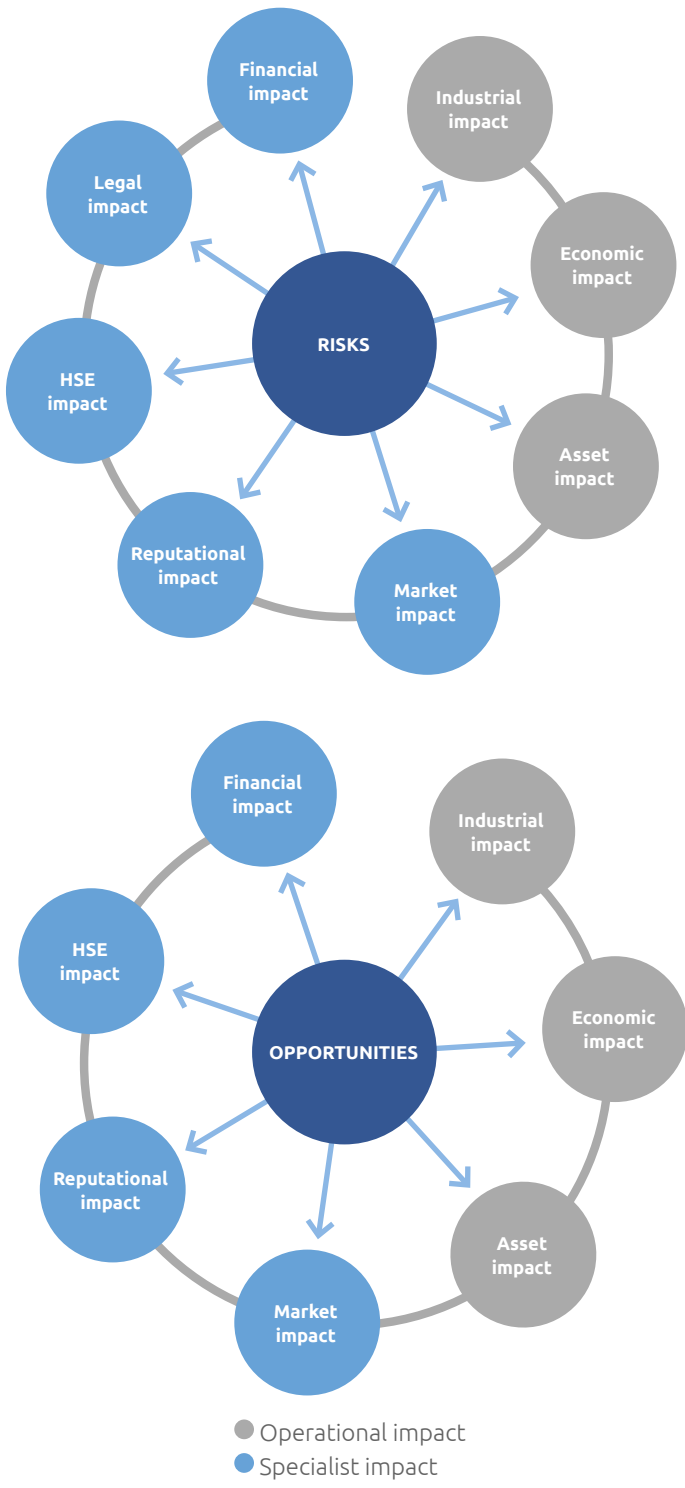 Financial
impact
Industrial
impact
Legal
impact
Economic
impact
RISKS
HSE
impact
Asset
impact
Reputational
impact
Market
impact
Financial
impact
Industrial
impact
HSE
impact
Economic
impact
OPPORTUNITIES
Reputational
impact
Asset
impact
Market
impact
Operational impact
Specialist impact